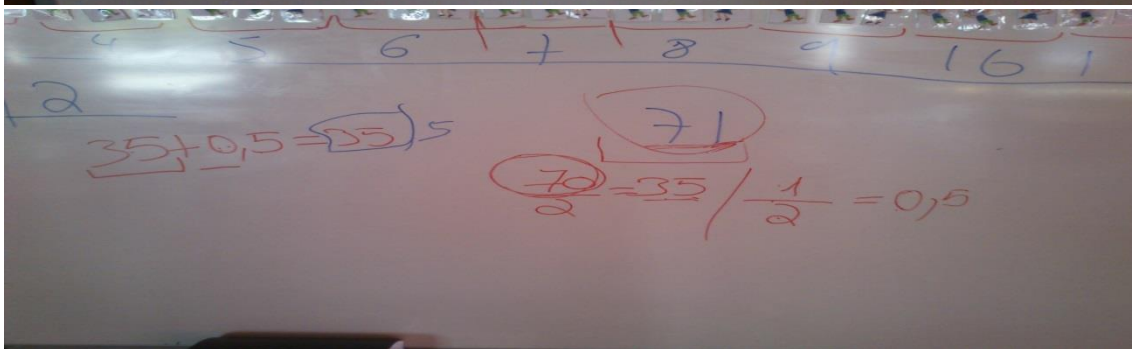 4 5 6 7 8 9 16 1
2
35 + 0,5 = 35,5
71
70/2 = 35 / 1/2 = 0,5